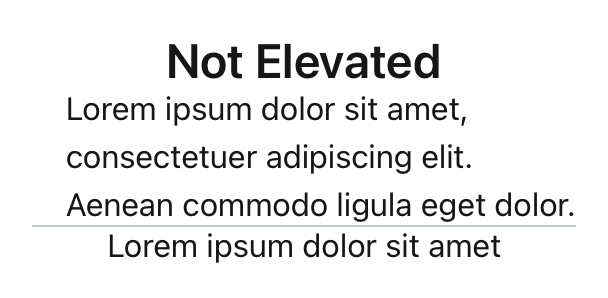 Not Elevated
Lorem ipsum dolor sit amet,
consectetuer adipiscing elit.
Aenean commodo ligula eget dolor.
Lorem ipsum dolor sit amet